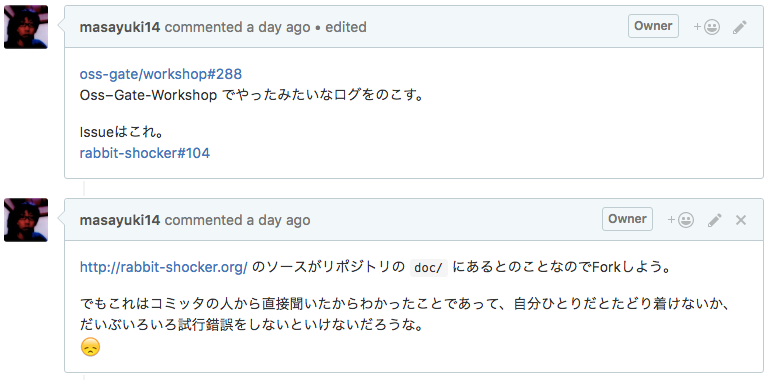 masayuki14 commented a day ago • edited
Owner
oss-gate/workshop#288
Oss–Gate-Workshop でやったみたいなログをのこす。
Issueはこれ。
rabbit-shocker#104
masayuki14 commented a day ago
Owner
http://rabbit-shocker.org/ のソースがリポジトリの doc/ にあるとのことなのでForkしよう。
でもこれはコミッタの人から直接聞いたからわかったことであって、自分ひとりだとたどり着けないか、
だいぶいろいろ試行錯誤をしないといけないだろうな。
😞